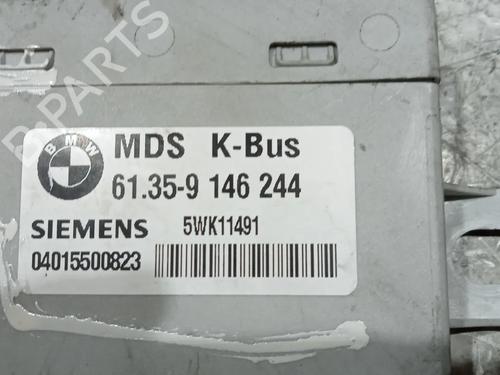 B-PARTS
BMW
MDS K-Bus
61.35-9 146 244
SIEMENS 5WK11491
04015500823